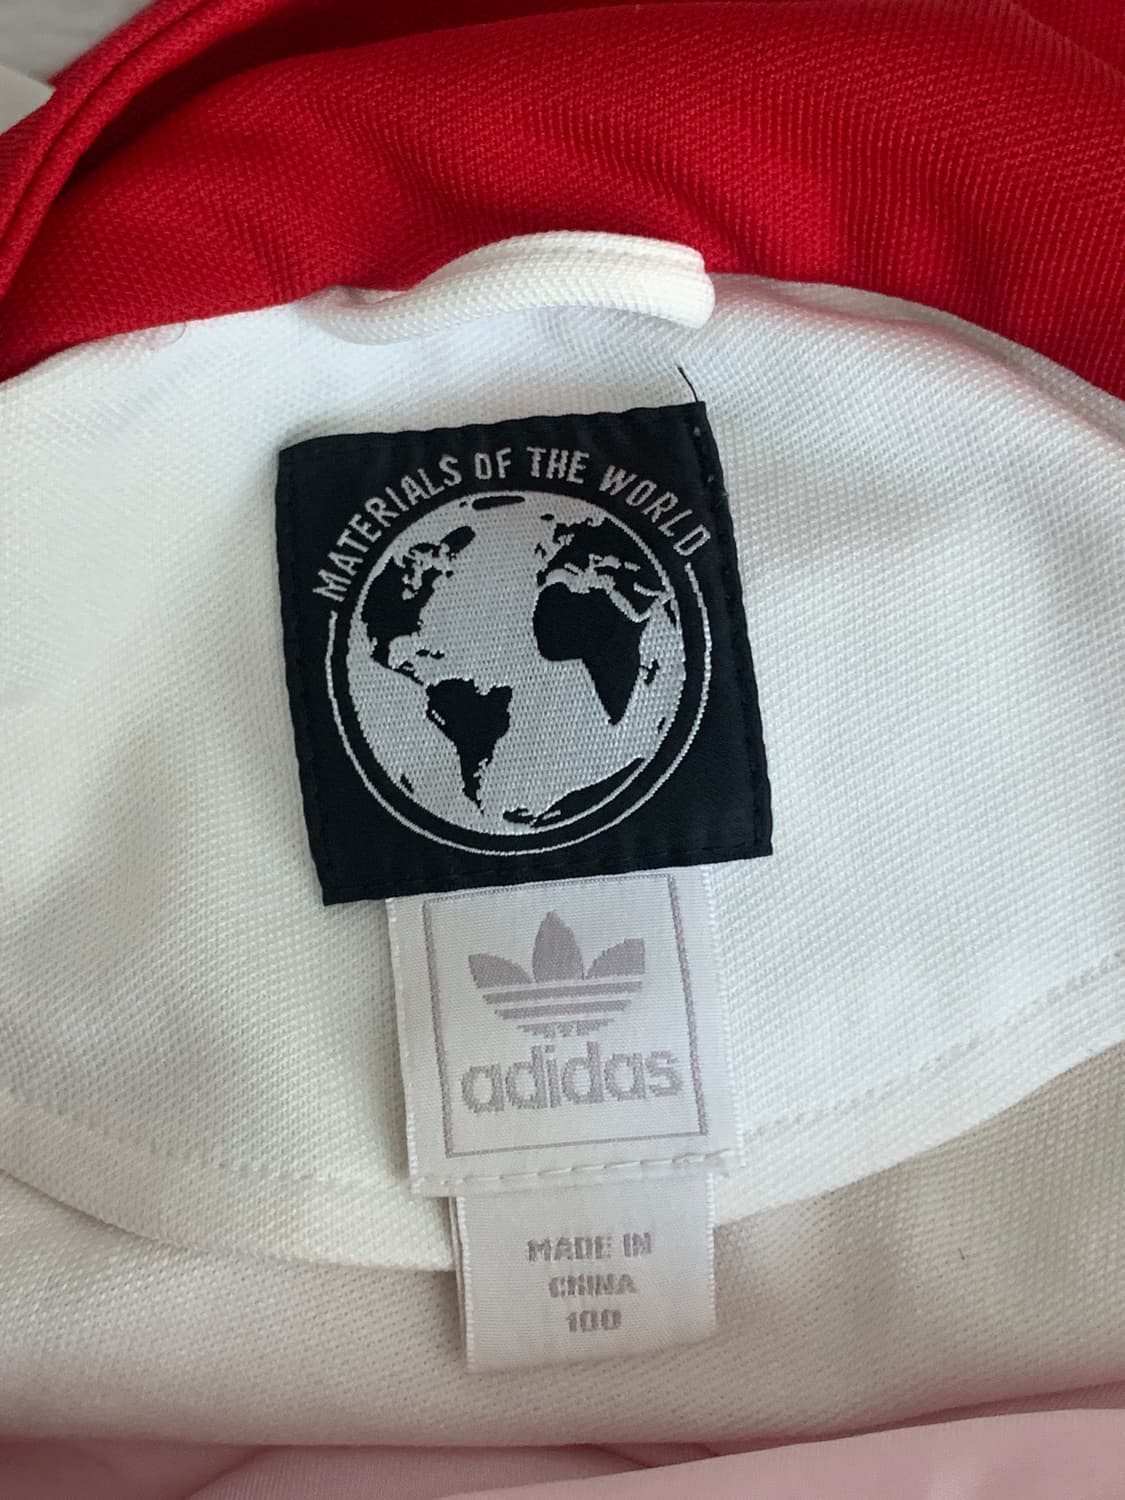 MATERIALS OF THE WORLD
adidas
MADE IN
CHINA
100